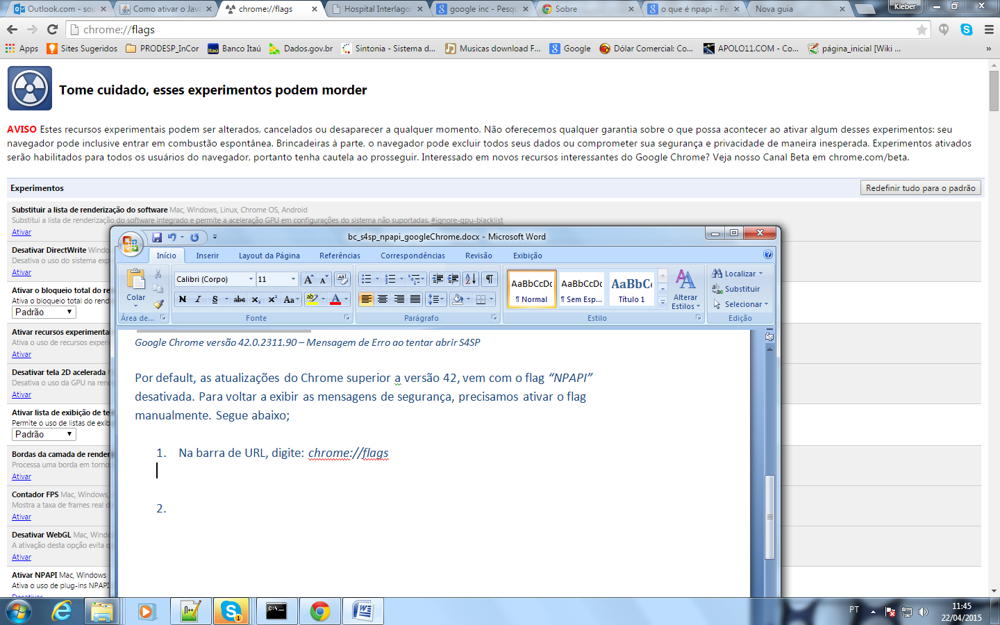 Outlook.com - sou
Como ativar o Java
chrome://flags
Hospital Interlagos
google inc - Pesqu
Sobre
o que é npapi - Pe
Nova guia
Kleber
chrome://flags
Apps
Sites Sugeridos
PRODESP_InCor
Banco Itaú
Dados.gov.br
Sintonia - Sistema d...
Musicas download F...
Google
Dólar Comercial: Co...
APOLO11.COM - Co...
página_inicial [Wiki ...
»
Tome cuidado, esses experimentos podem morder
AVISO Estes recursos experimentais podem ser alterados, cancelados ou desaparecer a qualquer momento. Não oferecemos qualquer garantia sobre o que possa acontecer ao ativar algum desses experimentos: seu
navegador pode inclusive entrar em combustão espontânea. Brincadeiras à parte, o navegador pode excluir todos seus dados ou comprometer sua segurança e privacidade de maneira inesperada. Experimentos ativados
serão habilitados para todos os usuários do navegador, portanto tenha cautela ao prosseguir. Interessado em novos recursos interessantes do Google Chrome? Veja nosso Canal Beta em chrome.com/beta.
Experimentos
Redefinir tudo para o padrão
Substituir a lista de renderização do software Mac, Windows, Linux, Chrome OS, Android
Substitui a lista de renderização do software integrado e permite a aceleração GPU em configurações do sistema não suportadas. #ignore-gpu-blacklist
Ativar
Desativar DirectWrite Windo
Desativa o uso do sistema exp
Ativar
Ativar o bloqueio total do re
Ativa o bloqueio total do rend
Padrão
Ativar recursos experimenta
Ativa o uso de recursos experi
Ativar
Desativar tela 2D acelerada
Desativa o uso da GPU na ren
Ativar
Ativar lista de exibição de te
Permite o uso de listas de exib
Padrão
Bordas da camada de render
Processa uma borda em torno
Ativar
Contador FPS Mac, Windows,
Mostra a taxa de frames real d
Ativar
Desativar WebGL Mac, Windo
A ativação desta opção evita q
Ativar
Ativar NPAPI Mac, Windows
Ativa o uso de plug-ins NPAPI
Desativar
bc_s4sp_npapi_googleChrome.docx - Microsoft Word
Início
Inserir
Layout da Página
Referências
Correspondências
Revisão
Exibição
Colar
Área de...
Calibri (Corpo)
11
N I S abc x₂ x² Aa ab A
Fonte
Parágrafo
AaBbCcDc
¶ Normal
AaBbCcDc
¶ Sem Esp...
AaBbC
Título 1
Alterar
Estilos
Estilo
Localizar
Substituir
Selecionar
Edição
Google Chrome versão 42.0.2311.90 – Mensagem de Erro ao tentar abrir S4SP
Por default, as atualizações do Chrome superior a versão 42, vem com o flag “NPAPI”
desativada. Para voltar a exibir as mensagens de segurança, precisamos ativar o flag
manualmente. Segue abaixo;
1. Na barra de URL, digite: chrome://flags
2.
PT
11:45
22/04/2015